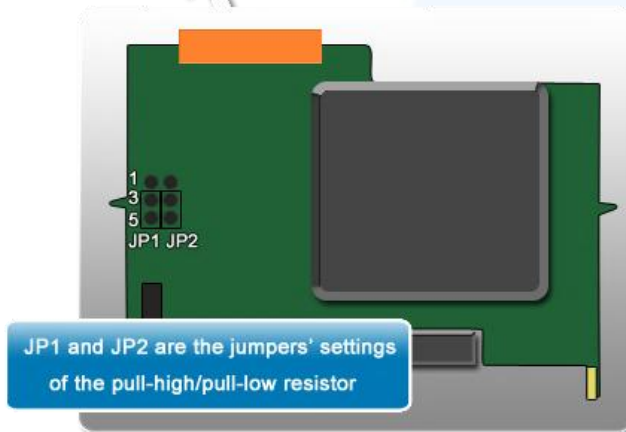 1
3
5
JP1 JP2
JP1 and JP2 are the jumpers' settings
of the pull-high/pull-low resistor